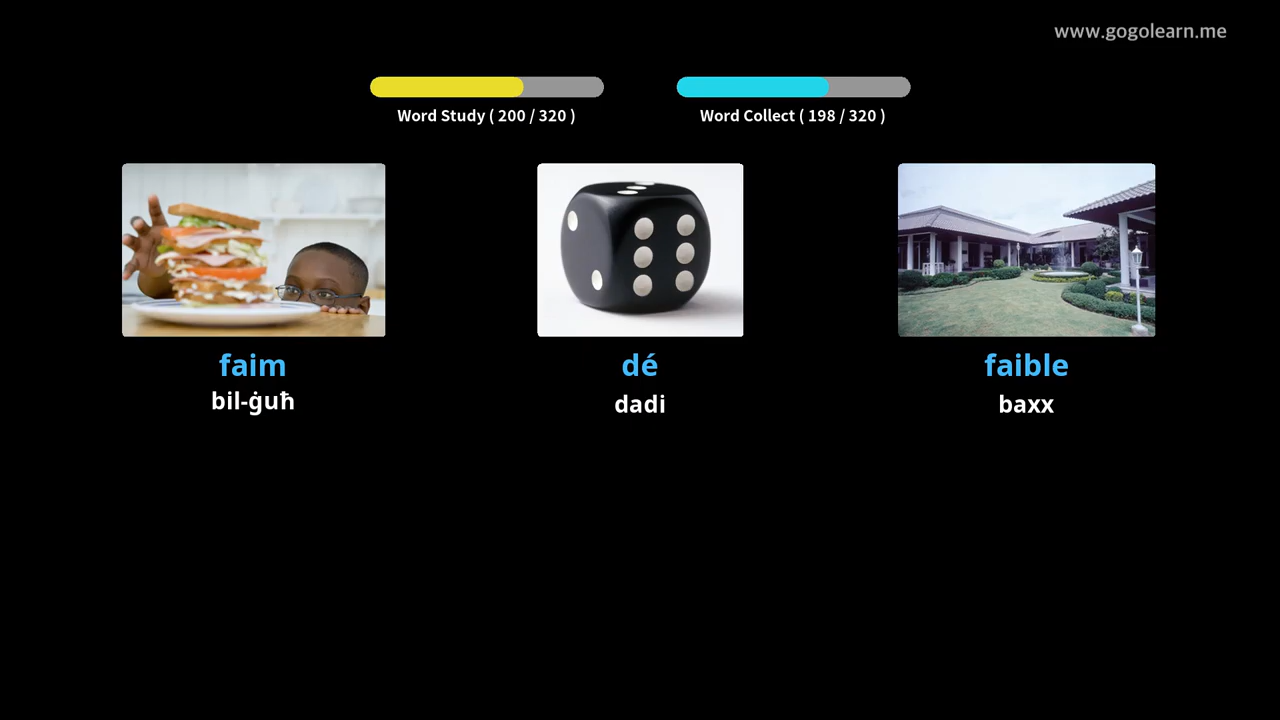 www.gogolearn.me
Word Study ( 200 / 320 )
Word Collect ( 198 / 320 )
faim
dé
faible
bil-ġuħ
dadi
baxx